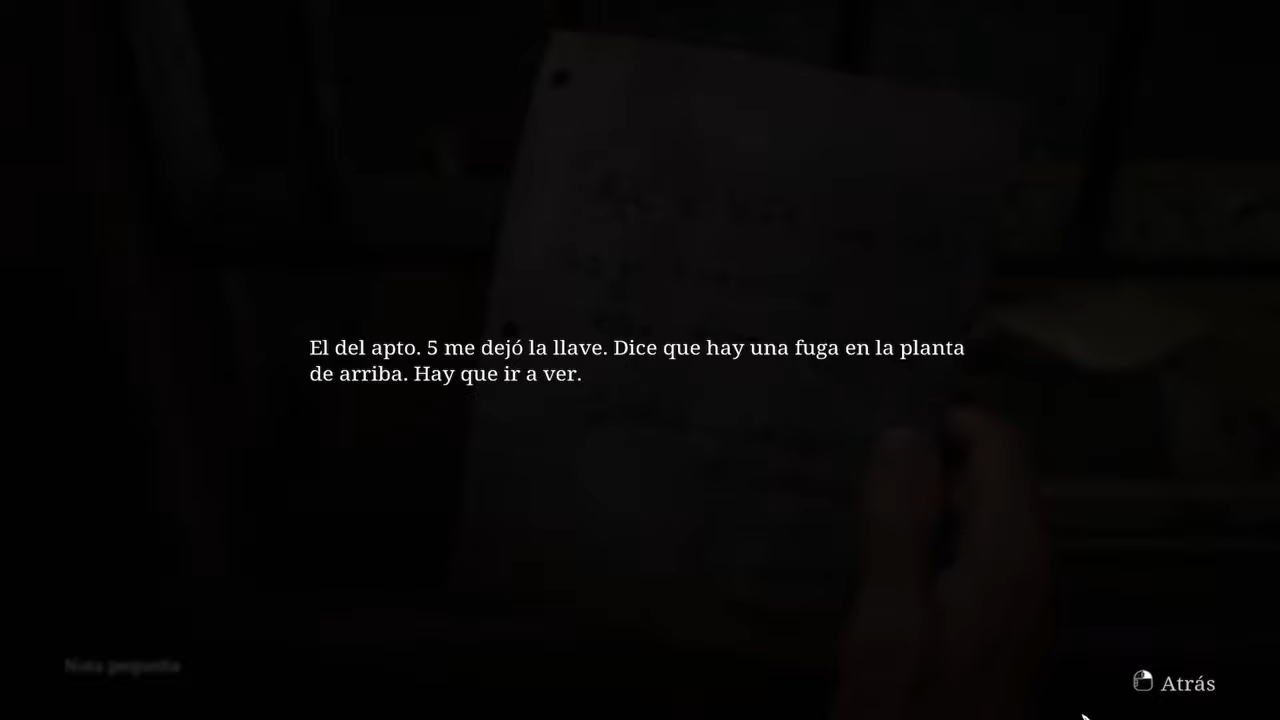 El del apto. 5 me dejó la llave. Dice que hay una fuga en la planta
de arriba. Hay que ir a ver.
Nota pequeña
Atrás